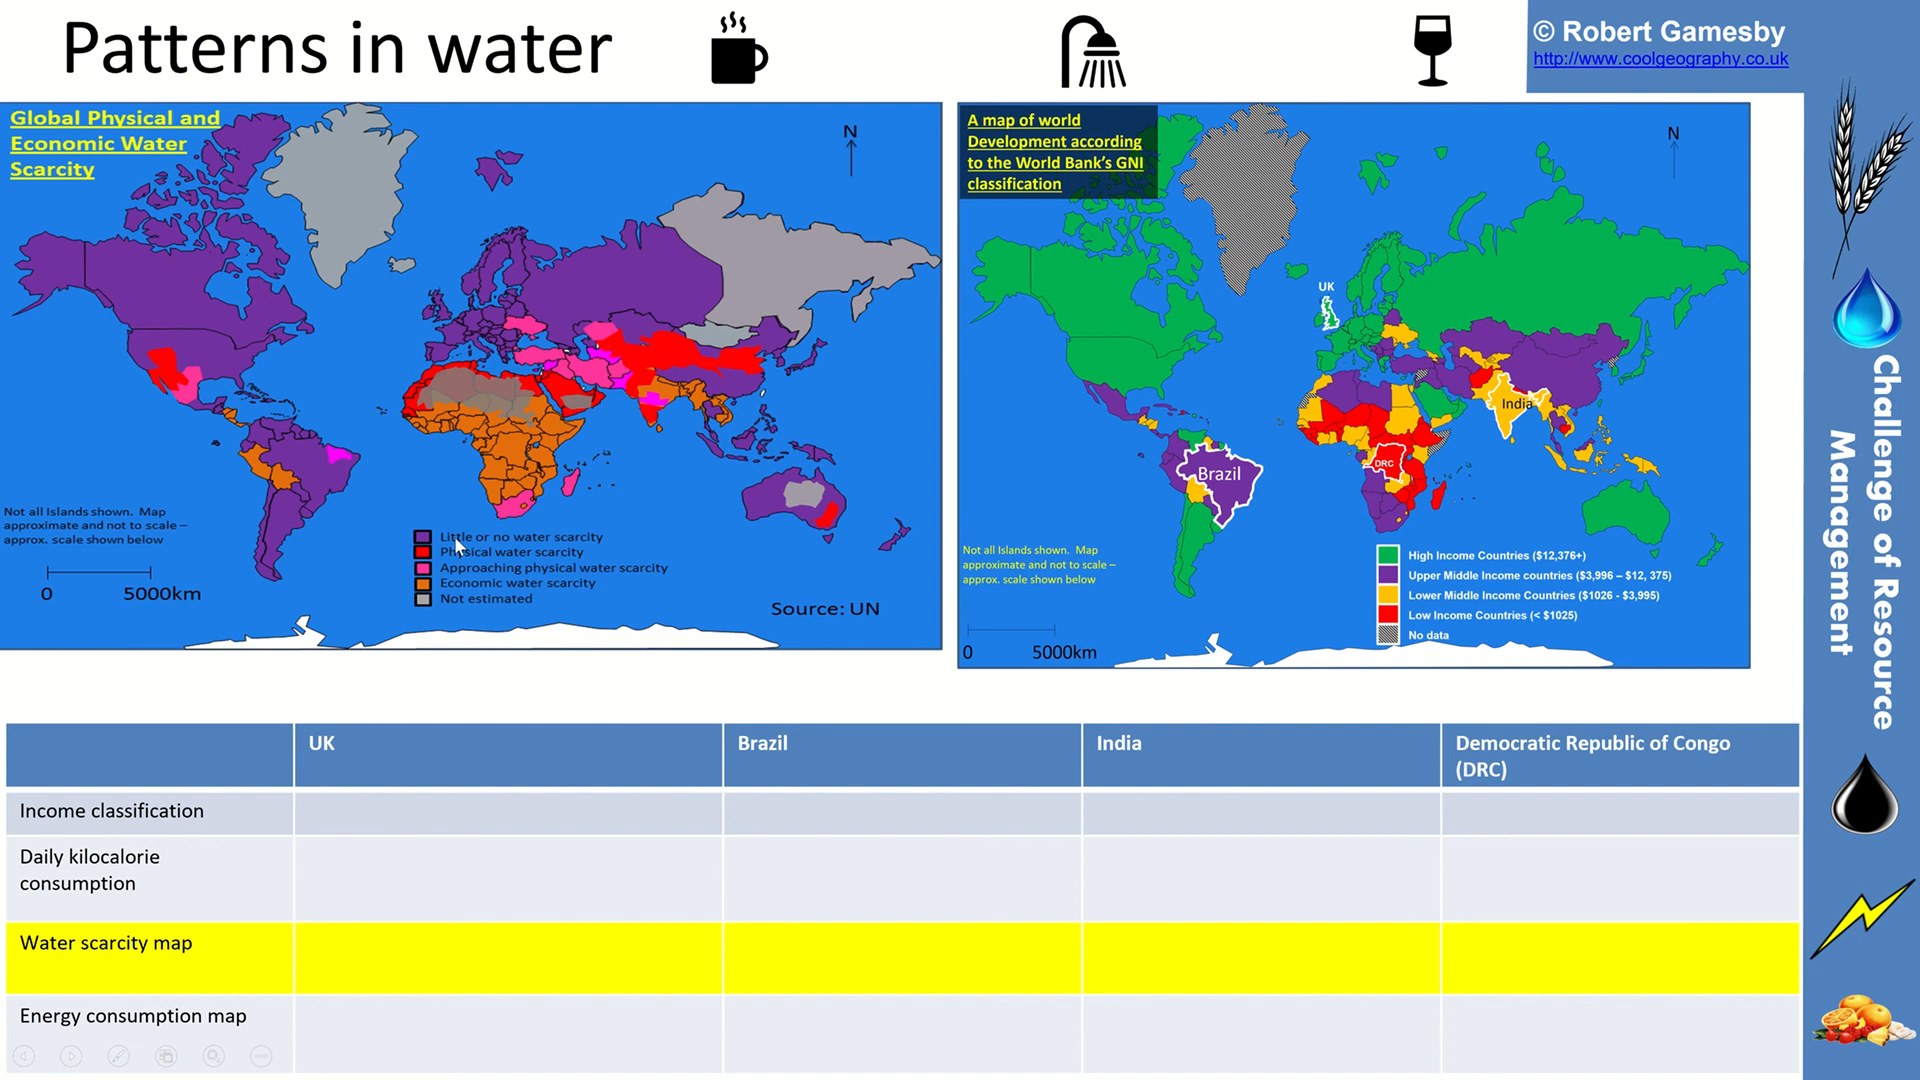 Patterns in water
© Robert Gamesby
http://www.coolgeography.co.uk
Global Physical and
Economic Water
Scarcity
N
Not all Islands shown. Map
approximate and not to scale –
approx. scale shown below
0 5000km
Little or no water scarcity
Physical water scarcity
Approaching physical water scarcity
Economic water scarcity
Not estimated
Source: UN
A map of world
Development according
to the World Bank's GNI
classification
N
UK
India
DRC
Brazil
Not all Islands shown. Map
approximate and not to scale –
approx. scale shown below
0 5000km
High Income Countries ($12,376+)
Upper Middle Income countries ($3,996 – $12, 375)
Lower Middle Income Countries ($1026 - $3,995)
Low Income Countries (< $1025)
No data
Challenge of Resource
Management
UK Brazil India Democratic Republic of Congo
(DRC)
Income classification
Daily kilocalorie
consumption
Water scarcity map
Energy consumption map